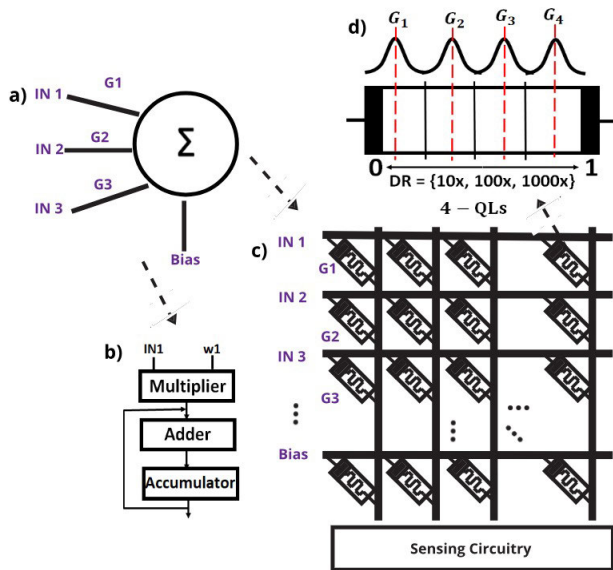 a)
IN 1
G1
IN 2
G2
IN 3
G3
Σ
Bias
b)
IN1 w1
Multiplier
Adder
Accumulator
d)
G₁ G₂ G₃ G₄
0 1
DR = {10x, 100x, 1000x}
4 − QLs
c)
IN 1
G1
IN 2
G2
IN 3
G3
Bias
Sensing Circuitry